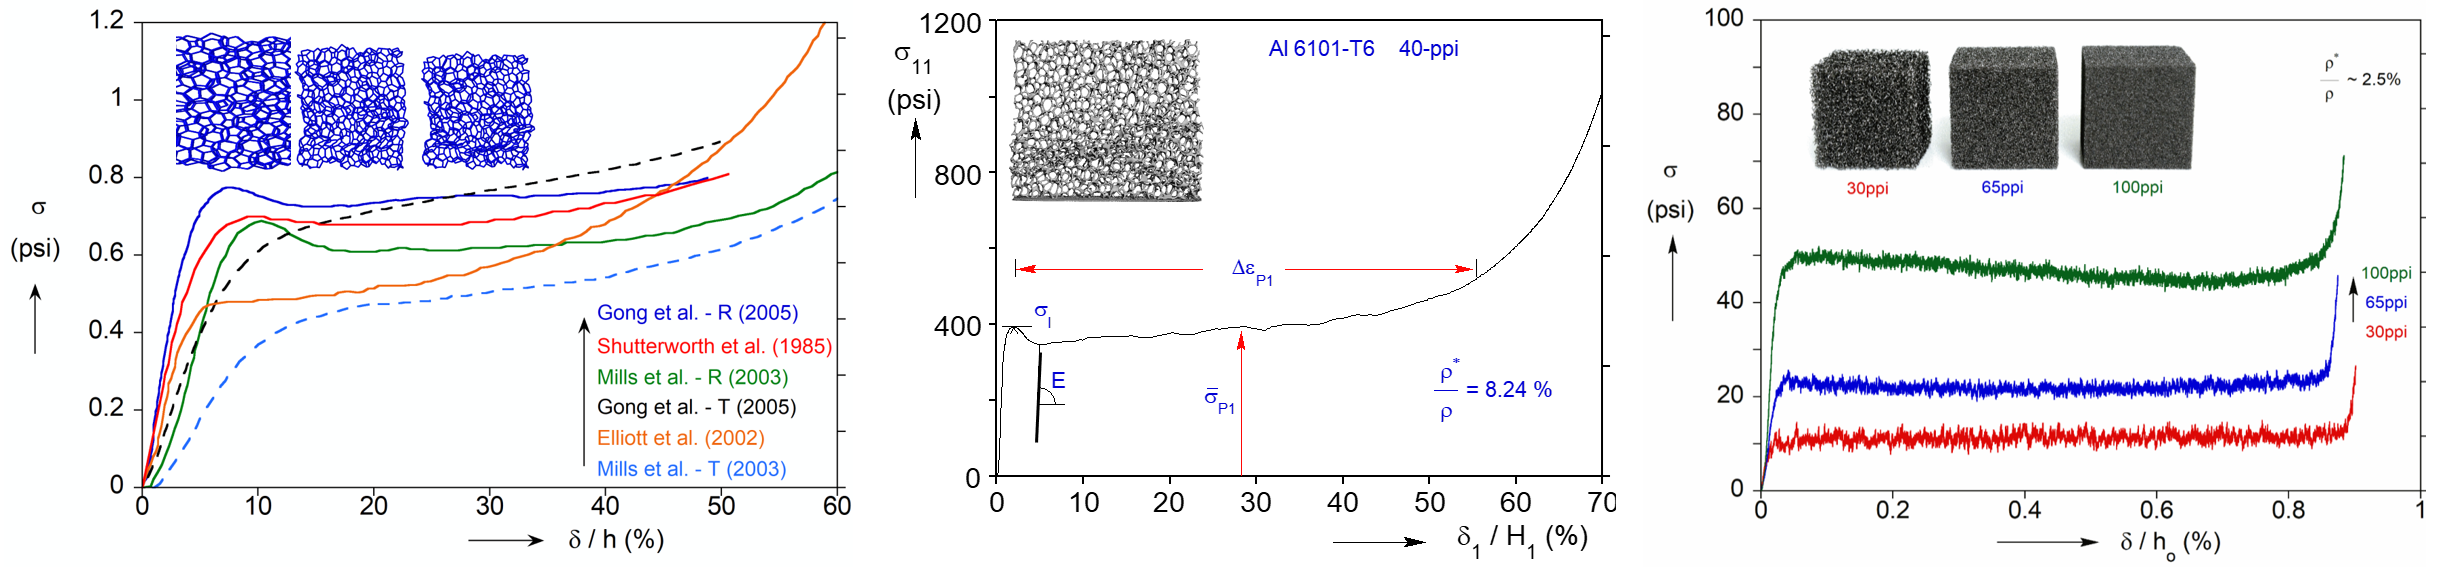 1.2
1
0.8
0.6
0.4
0.2
0
σ
(psi)
Gong et al. - R (2005)
Shutterworth et al. (1985)
Mills et al. - R (2003)
Gong et al. - T (2005)
Elliott et al. (2002)
Mills et al. - T (2003)
0 10 20 30 40 50 60
δ / h (%)
1200
800
400
0
σ11
(psi)
Al 6101-T6 40-ppi
ΔεP1
σI
E
σ̅P1
ρ*
ρ
= 8.24 %
0 10 20 30 40 50 60 70
δ1 / H1 (%)
100
80
60
40
20
0
σ
(psi)
ρ*
ρ
~ 2.5%
30ppi 65ppi 100ppi
100ppi
65ppi
30ppi
0 0.2 0.4 0.6 0.8 1
δ / ho (%)